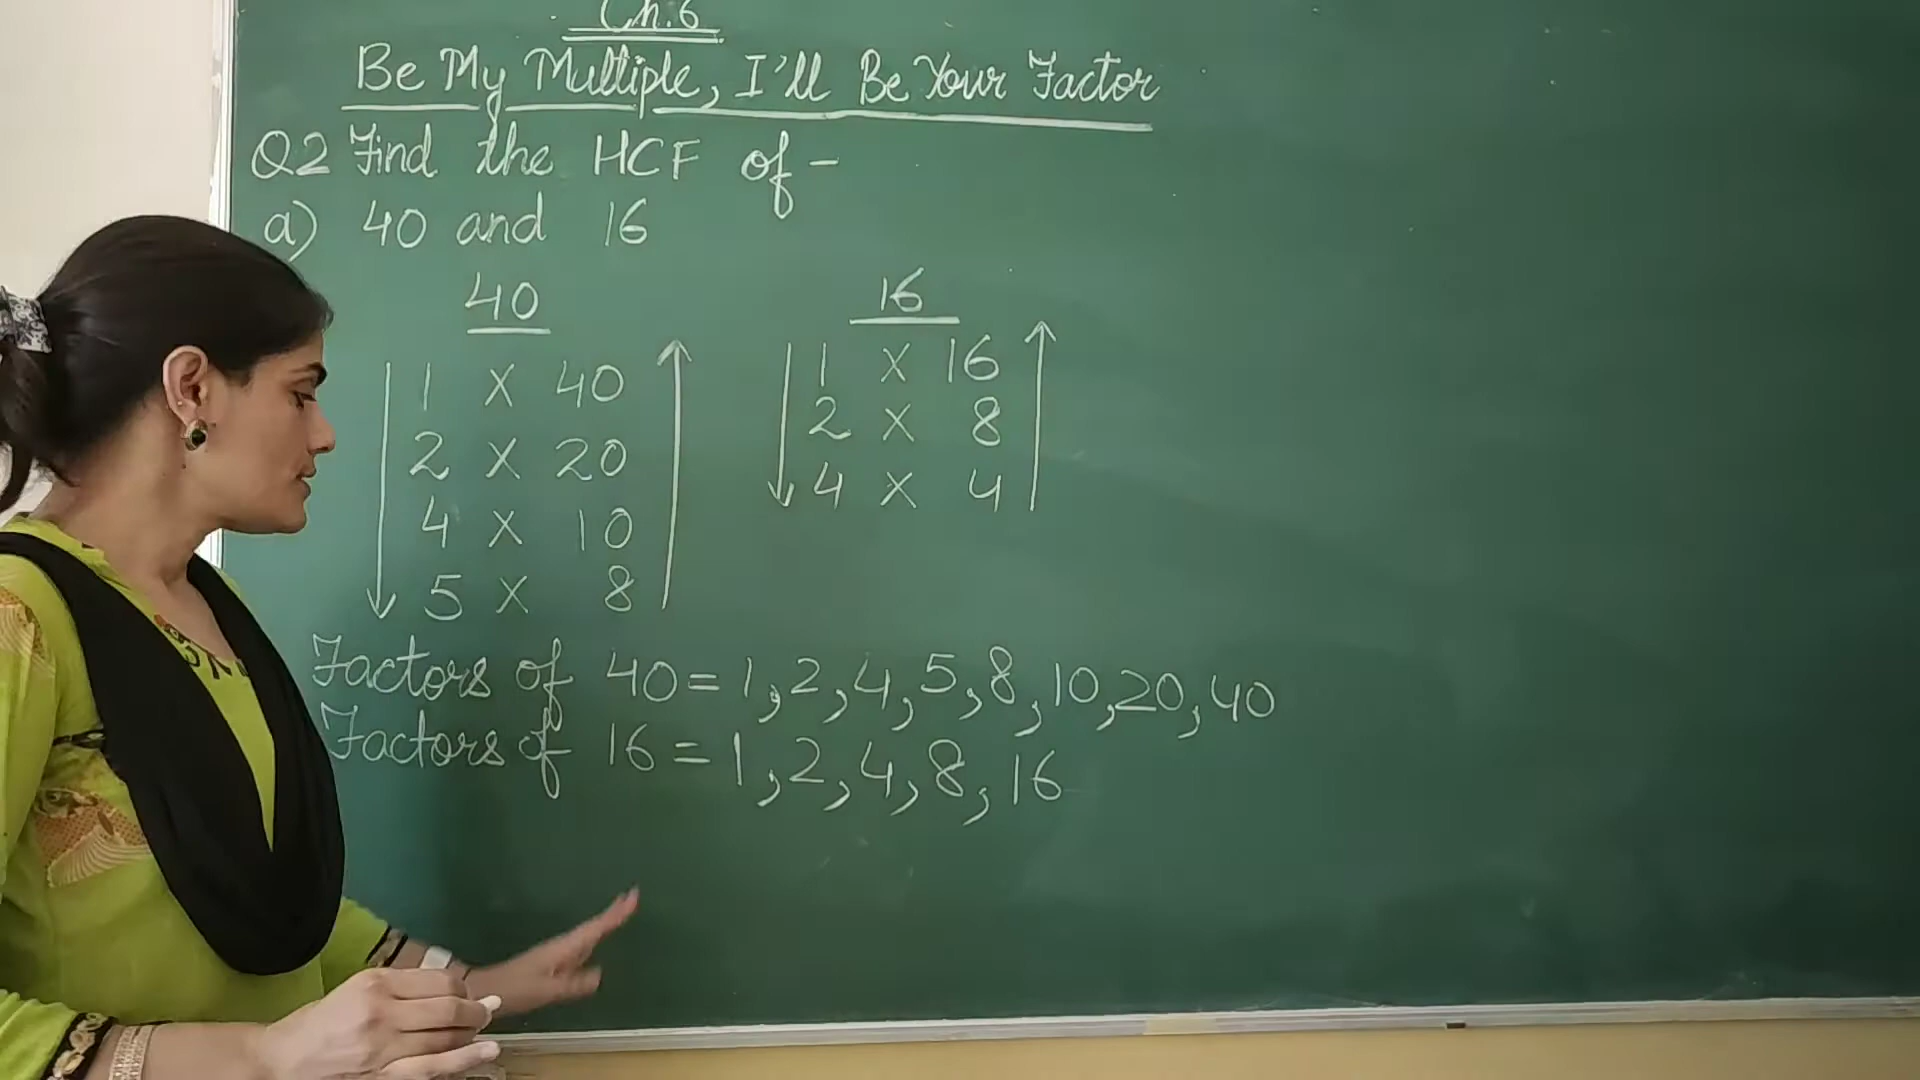 Ch.6
Be My Multiple, I'll Be Your Factor
Q2 Find the HCF of -
a) 40 and 16
40
1 X 40
2 X 20
4 X 10
5 X 8
16
1 X 16
2 X 8
4 X 4
Factors of 40 = 1, 2, 4, 5, 8, 10, 20, 40
Factors of 16 = 1, 2, 4, 8, 16